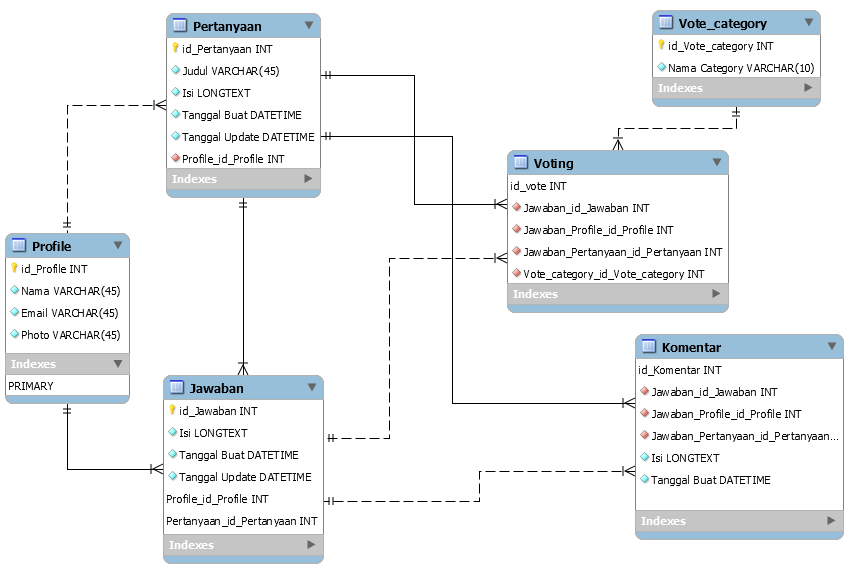 Pertanyaan
id_Pertanyaan INT
Judul VARCHAR(45)
Isi LONGTEXT
Tanggal Buat DATETIME
Tanggal Update DATETIME
Profile_id_Profile INT
Indexes
Vote_category
id_Vote_category INT
Nama Category VARCHAR(10)
Indexes
Voting
id_vote INT
Jawaban_id_Jawaban INT
Jawaban_Profile_id_Profile INT
Jawaban_Pertanyaan_id_Pertanyaan INT
Vote_category_id_Vote_category INT
Indexes
Profile
id_Profile INT
Nama VARCHAR(45)
Email VARCHAR(45)
Photo VARCHAR(45)
Indexes
PRIMARY
Jawaban
id_Jawaban INT
Isi LONGTEXT
Tanggal Buat DATETIME
Tanggal Update DATETIME
Profile_id_Profile INT
Pertanyaan_id_Pertanyaan INT
Indexes
Komentar
id_Komentar INT
Jawaban_id_Jawaban INT
Jawaban_Profile_id_Profile INT
Jawaban_Pertanyaan_id_Pertanyaan...
Isi LONGTEXT
Tanggal Buat DATETIME
Indexes